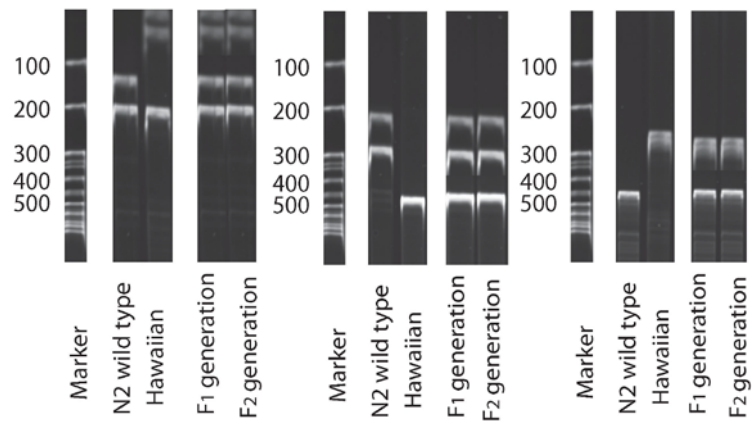 100
200
300
400
500
Marker
N2 wild type
Hawaiian
F1 generation
F2 generation
100
200
300
400
500
Marker
N2 wild type
Hawaiian
F1 generation
F2 generation
100
200
300
400
500
Marker
N2 wild type
Hawaiian
F1 generation
F2 generation